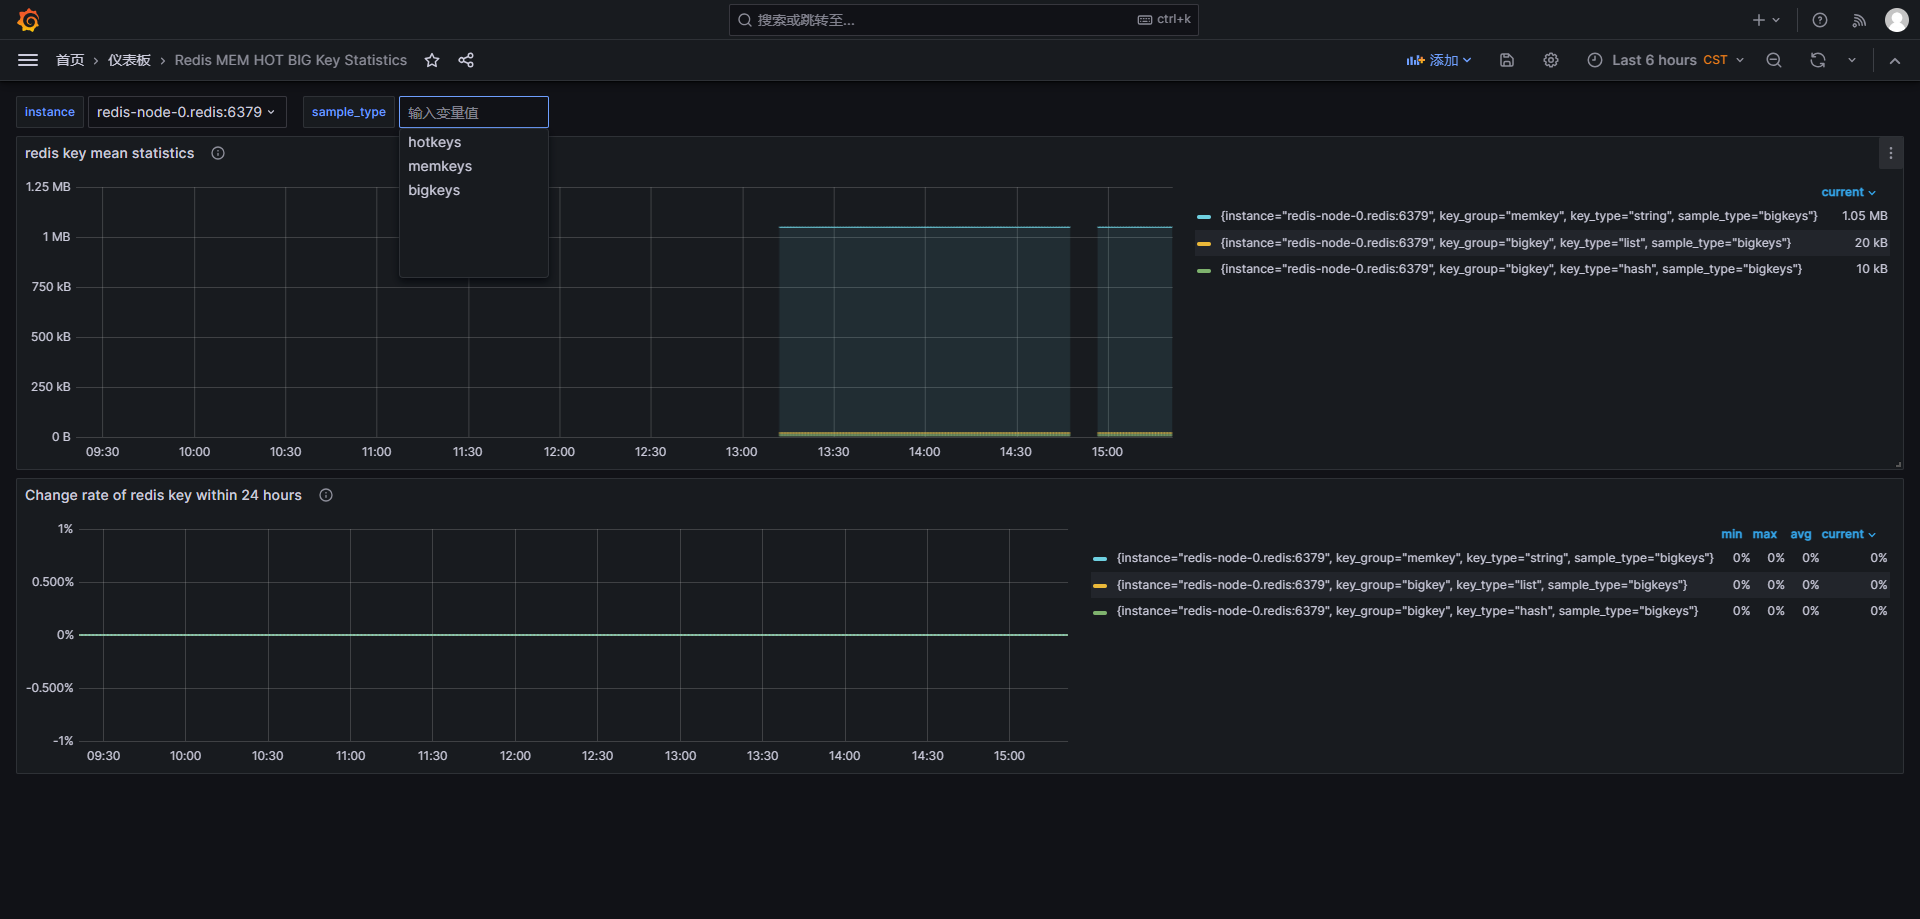 搜索或跳转至...
ctrl+k
首页 › 仪表板 › Redis MEM HOT BIG Key Statistics
添加
Last 6 hours CST
instance
redis-node-0.redis:6379
sample_type
输入变量值
hotkeys
memkeys
bigkeys
redis key mean statistics
1.25 MB
1 MB
750 kB
500 kB
250 kB
0 B
09:30 10:00 10:30 11:00 11:30 12:00 12:30 13:00 13:30 14:00 14:30 15:00
current
{instance="redis-node-0.redis:6379", key_group="memkey", key_type="string", sample_type="bigkeys"} 1.05 MB
{instance="redis-node-0.redis:6379", key_group="bigkey", key_type="list", sample_type="bigkeys"} 20 kB
{instance="redis-node-0.redis:6379", key_group="bigkey", key_type="hash", sample_type="bigkeys"} 10 kB
Change rate of redis key within 24 hours
1%
0.500%
0%
-0.500%
-1%
09:30 10:00 10:30 11:00 11:30 12:00 12:30 13:00 13:30 14:00 14:30 15:00
min max avg current
{instance="redis-node-0.redis:6379", key_group="memkey", key_type="string", sample_type="bigkeys"} 0% 0% 0% 0%
{instance="redis-node-0.redis:6379", key_group="bigkey", key_type="list", sample_type="bigkeys"} 0% 0% 0% 0%
{instance="redis-node-0.redis:6379", key_group="bigkey", key_type="hash", sample_type="bigkeys"} 0% 0% 0% 0%